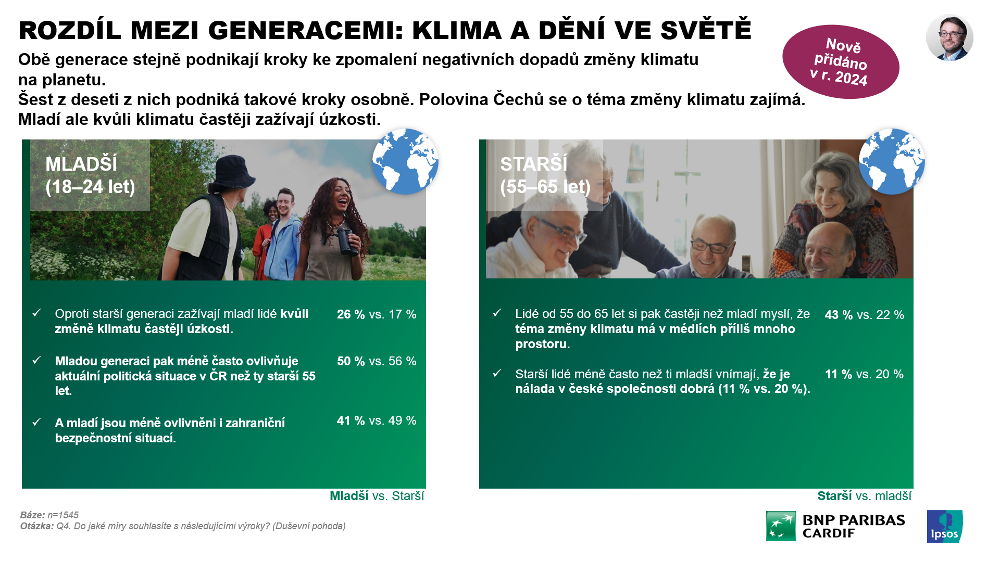 ROZDÍL MEZI GENERACEMI: KLIMA A DĚNÍ VE SVĚTĚ
Obě generace stejně podnikají kroky ke zpomalení negativních dopadů změny klimatu
na planetu.
Šest z deseti z nich podniká takové kroky osobně. Polovina Čechů se o téma změny klimatu zajímá.
Mladí ale kvůli klimatu častěji zažívají úzkosti.
Nově
přidáno
v r. 2024
MLADŠÍ
(18–24 let)
Oproti starší generaci zažívají mladí lidé kvůli
změně klimatu častěji úzkosti.
26 % vs. 17 %
Mladou generaci pak méně často ovlivňuje
aktuální politická situace v ČR než ty starší 55
let.
50 % vs. 56 %
A mladí jsou méně ovlivněni i zahraniční
bezpečnostní situací.
41 % vs. 49 %
Mladší vs. Starší
STARŠÍ
(55–65 let)
Lidé od 55 do 65 let si pak častěji než mladí myslí, že
téma změny klimatu má v médiích příliš mnoho
prostoru.
43 % vs. 22 %
Starší lidé méně často než ti mladší vnímají, že je
nálada v české společnosti dobrá (11 % vs. 20 %).
11 % vs. 20 %
Starší vs. mladší
Báze: n=1545
Otázka: Q4. Do jaké míry souhlasíte s následujícími výroky? (Duševní pohoda)
BNP PARIBAS
CARDIF
Ipsos